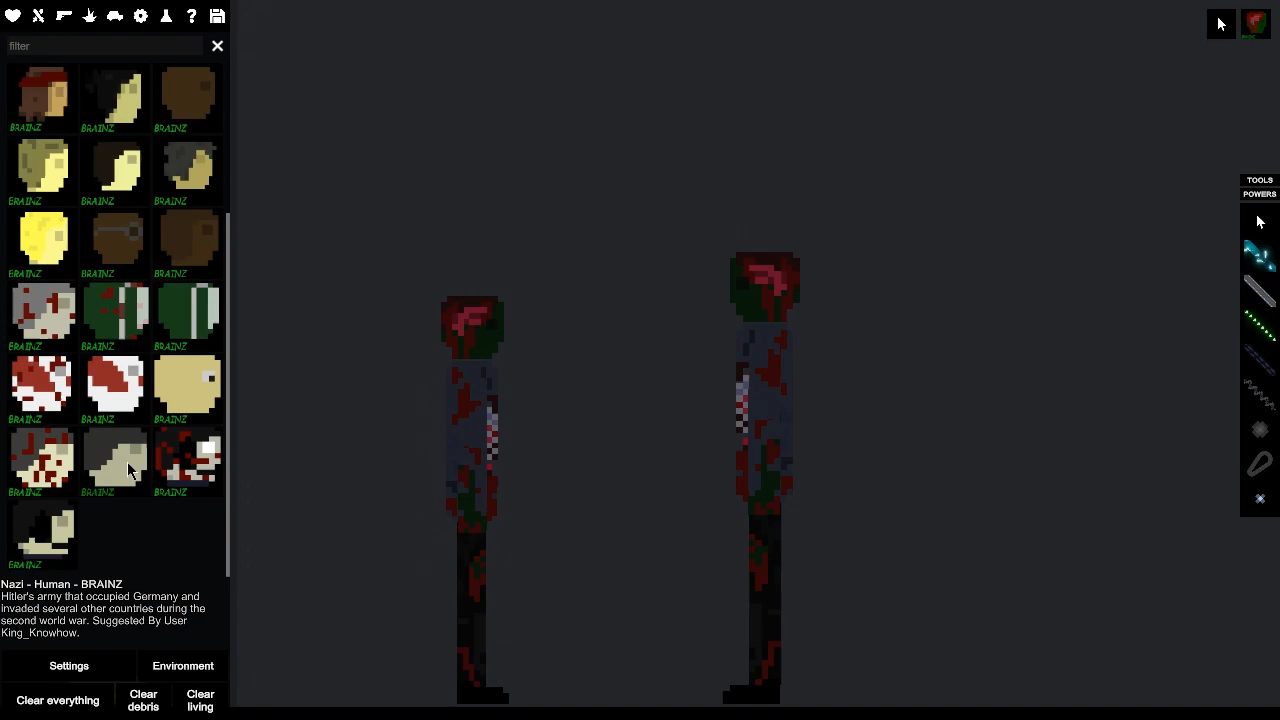 filter
BRAINZ BRAINZ BRAINZ
BRAINZ BRAINZ BRAINZ
BRAINZ BRAINZ BRAINZ
BRAINZ BRAINZ BRAINZ
BRAINZ BRAINZ BRAINZ
BRAINZ BRAINZ BRAINZ
BRAINZ
Nazi - Human - BRAINZ
Hitler's army that occupied Germany and
invaded several other countries during the
second world war. Suggested By User
King_Knowhow.
Settings
Environment
Clear everything
Clear
debris
Clear
living
TOOLS
POWERS